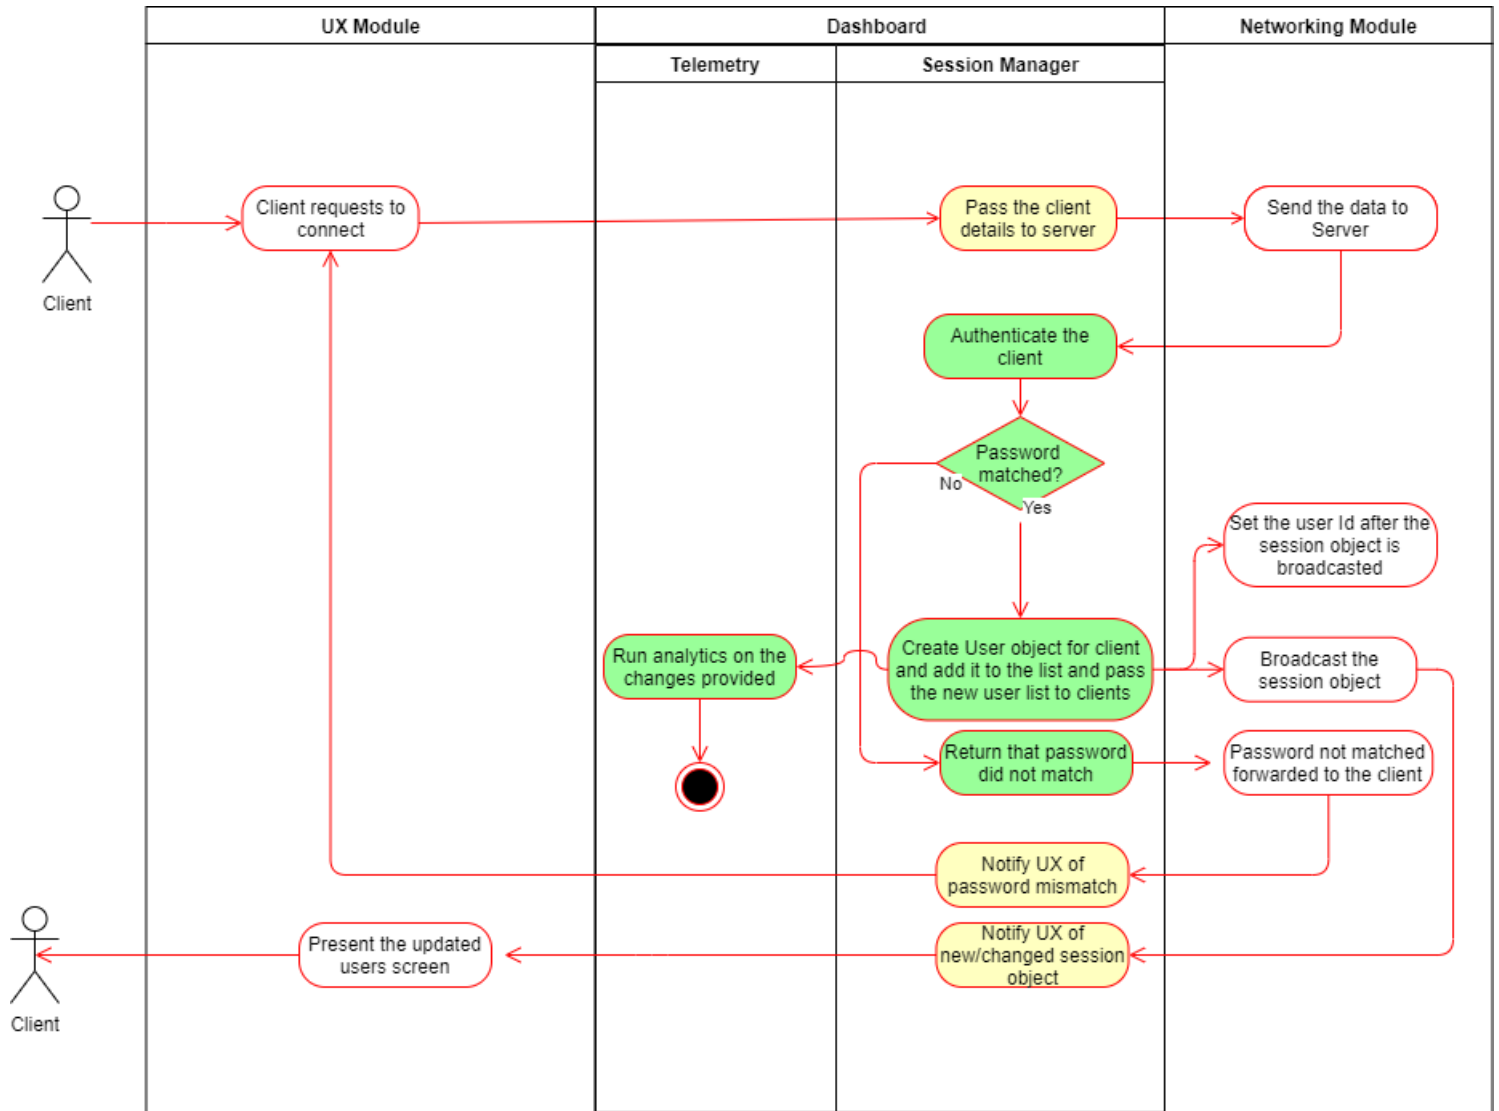 UX Module
Dashboard
Networking Module
Telemetry
Session Manager
Client requests to
connect
Pass the client
details to server
Send the data to
Server
Client
Authenticate the
client
Password
matched?
No
Yes
Set the user Id after the
session object is
broadcasted
Run analytics on the
changes provided
Create User object for client
and add it to the list and pass
the new user list to clients
Broadcast the
session object
Return that password
did not match
Password not matched
forwarded to the client
Notify UX of
password mismatch
Present the updated
users screen
Notify UX of
new/changed session
object
Client